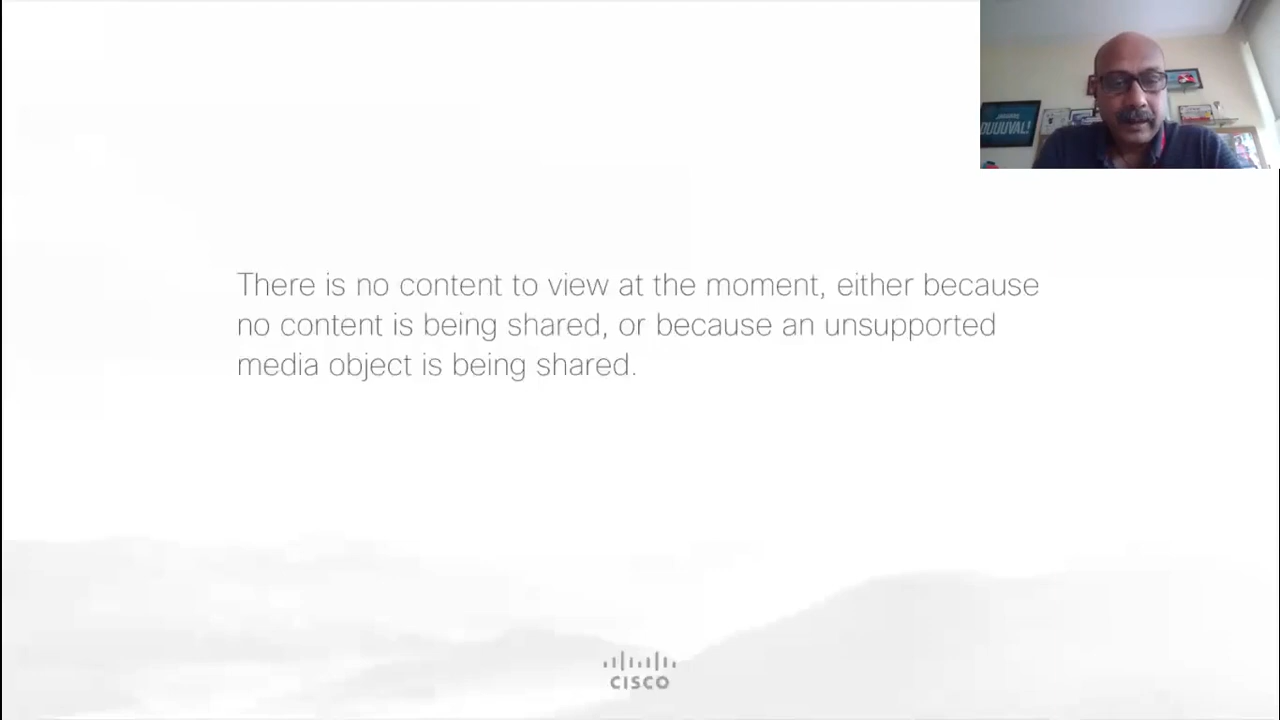 DUUUVAL!
There is no content to view at the moment, either because
no content is being shared, or because an unsupported
media object is being shared.
CISCO